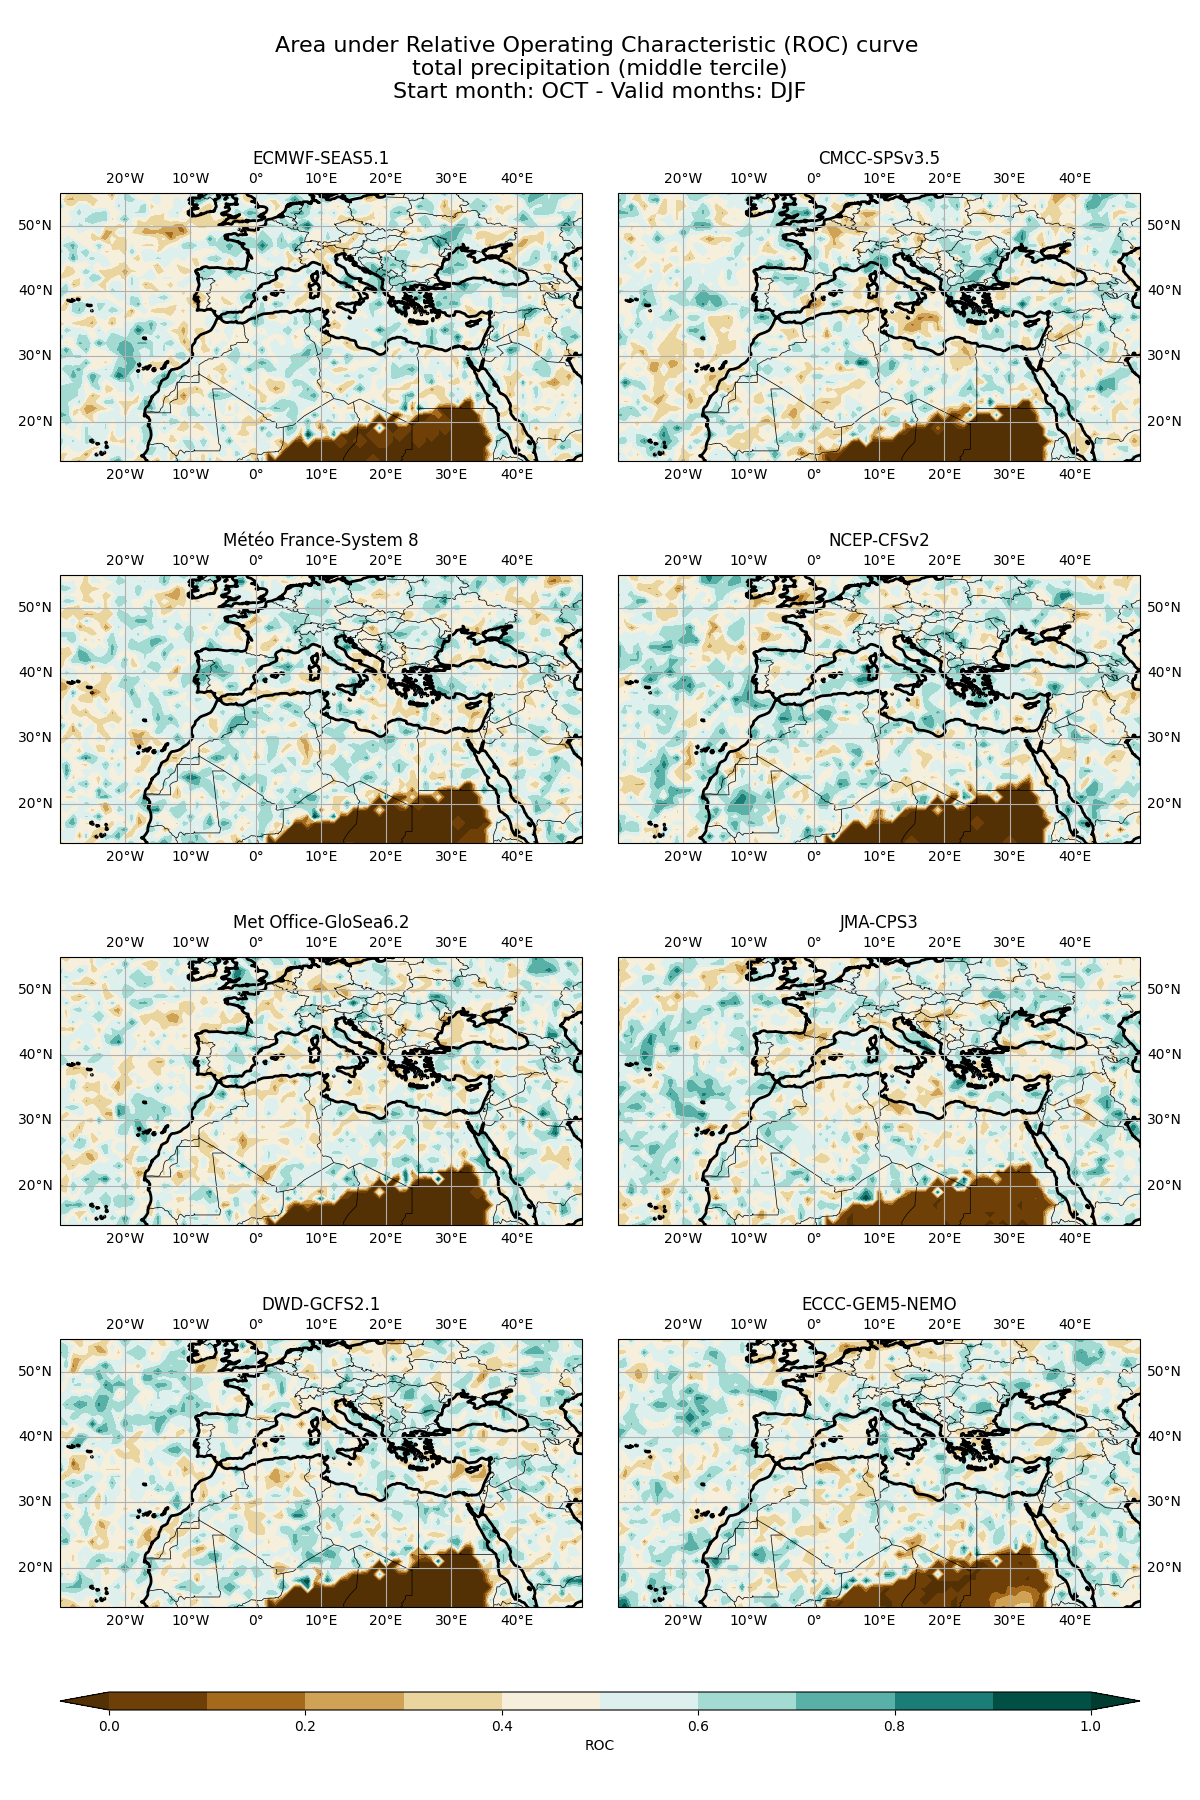 Area under Relative Operating Characteristic (ROC) curve
total precipitation (middle tercile)
Start month: OCT - Valid months: DJF
ECMWF-SEAS5.1
20°W 10°W 0° 10°E 20°E 30°E 40°E
50°N
40°N
30°N
20°N
20°W 10°W 0° 10°E 20°E 30°E 40°E
CMCC-SPSv3.5
20°W 10°W 0° 10°E 20°E 30°E 40°E
50°N
40°N
30°N
20°N
20°W 10°W 0° 10°E 20°E 30°E 40°E
Météo France-System 8
20°W 10°W 0° 10°E 20°E 30°E 40°E
50°N
40°N
30°N
20°N
20°W 10°W 0° 10°E 20°E 30°E 40°E
NCEP-CFSv2
20°W 10°W 0° 10°E 20°E 30°E 40°E
50°N
40°N
30°N
20°N
20°W 10°W 0° 10°E 20°E 30°E 40°E
Met Office-GloSea6.2
20°W 10°W 0° 10°E 20°E 30°E 40°E
50°N
40°N
30°N
20°N
20°W 10°W 0° 10°E 20°E 30°E 40°E
JMA-CPS3
20°W 10°W 0° 10°E 20°E 30°E 40°E
50°N
40°N
30°N
20°N
20°W 10°W 0° 10°E 20°E 30°E 40°E
DWD-GCFS2.1
20°W 10°W 0° 10°E 20°E 30°E 40°E
50°N
40°N
30°N
20°N
20°W 10°W 0° 10°E 20°E 30°E 40°E
ECCC-GEM5-NEMO
20°W 10°W 0° 10°E 20°E 30°E 40°E
50°N
40°N
30°N
20°N
20°W 10°W 0° 10°E 20°E 30°E 40°E
0.0 0.2 0.4 0.6 0.8 1.0
ROC